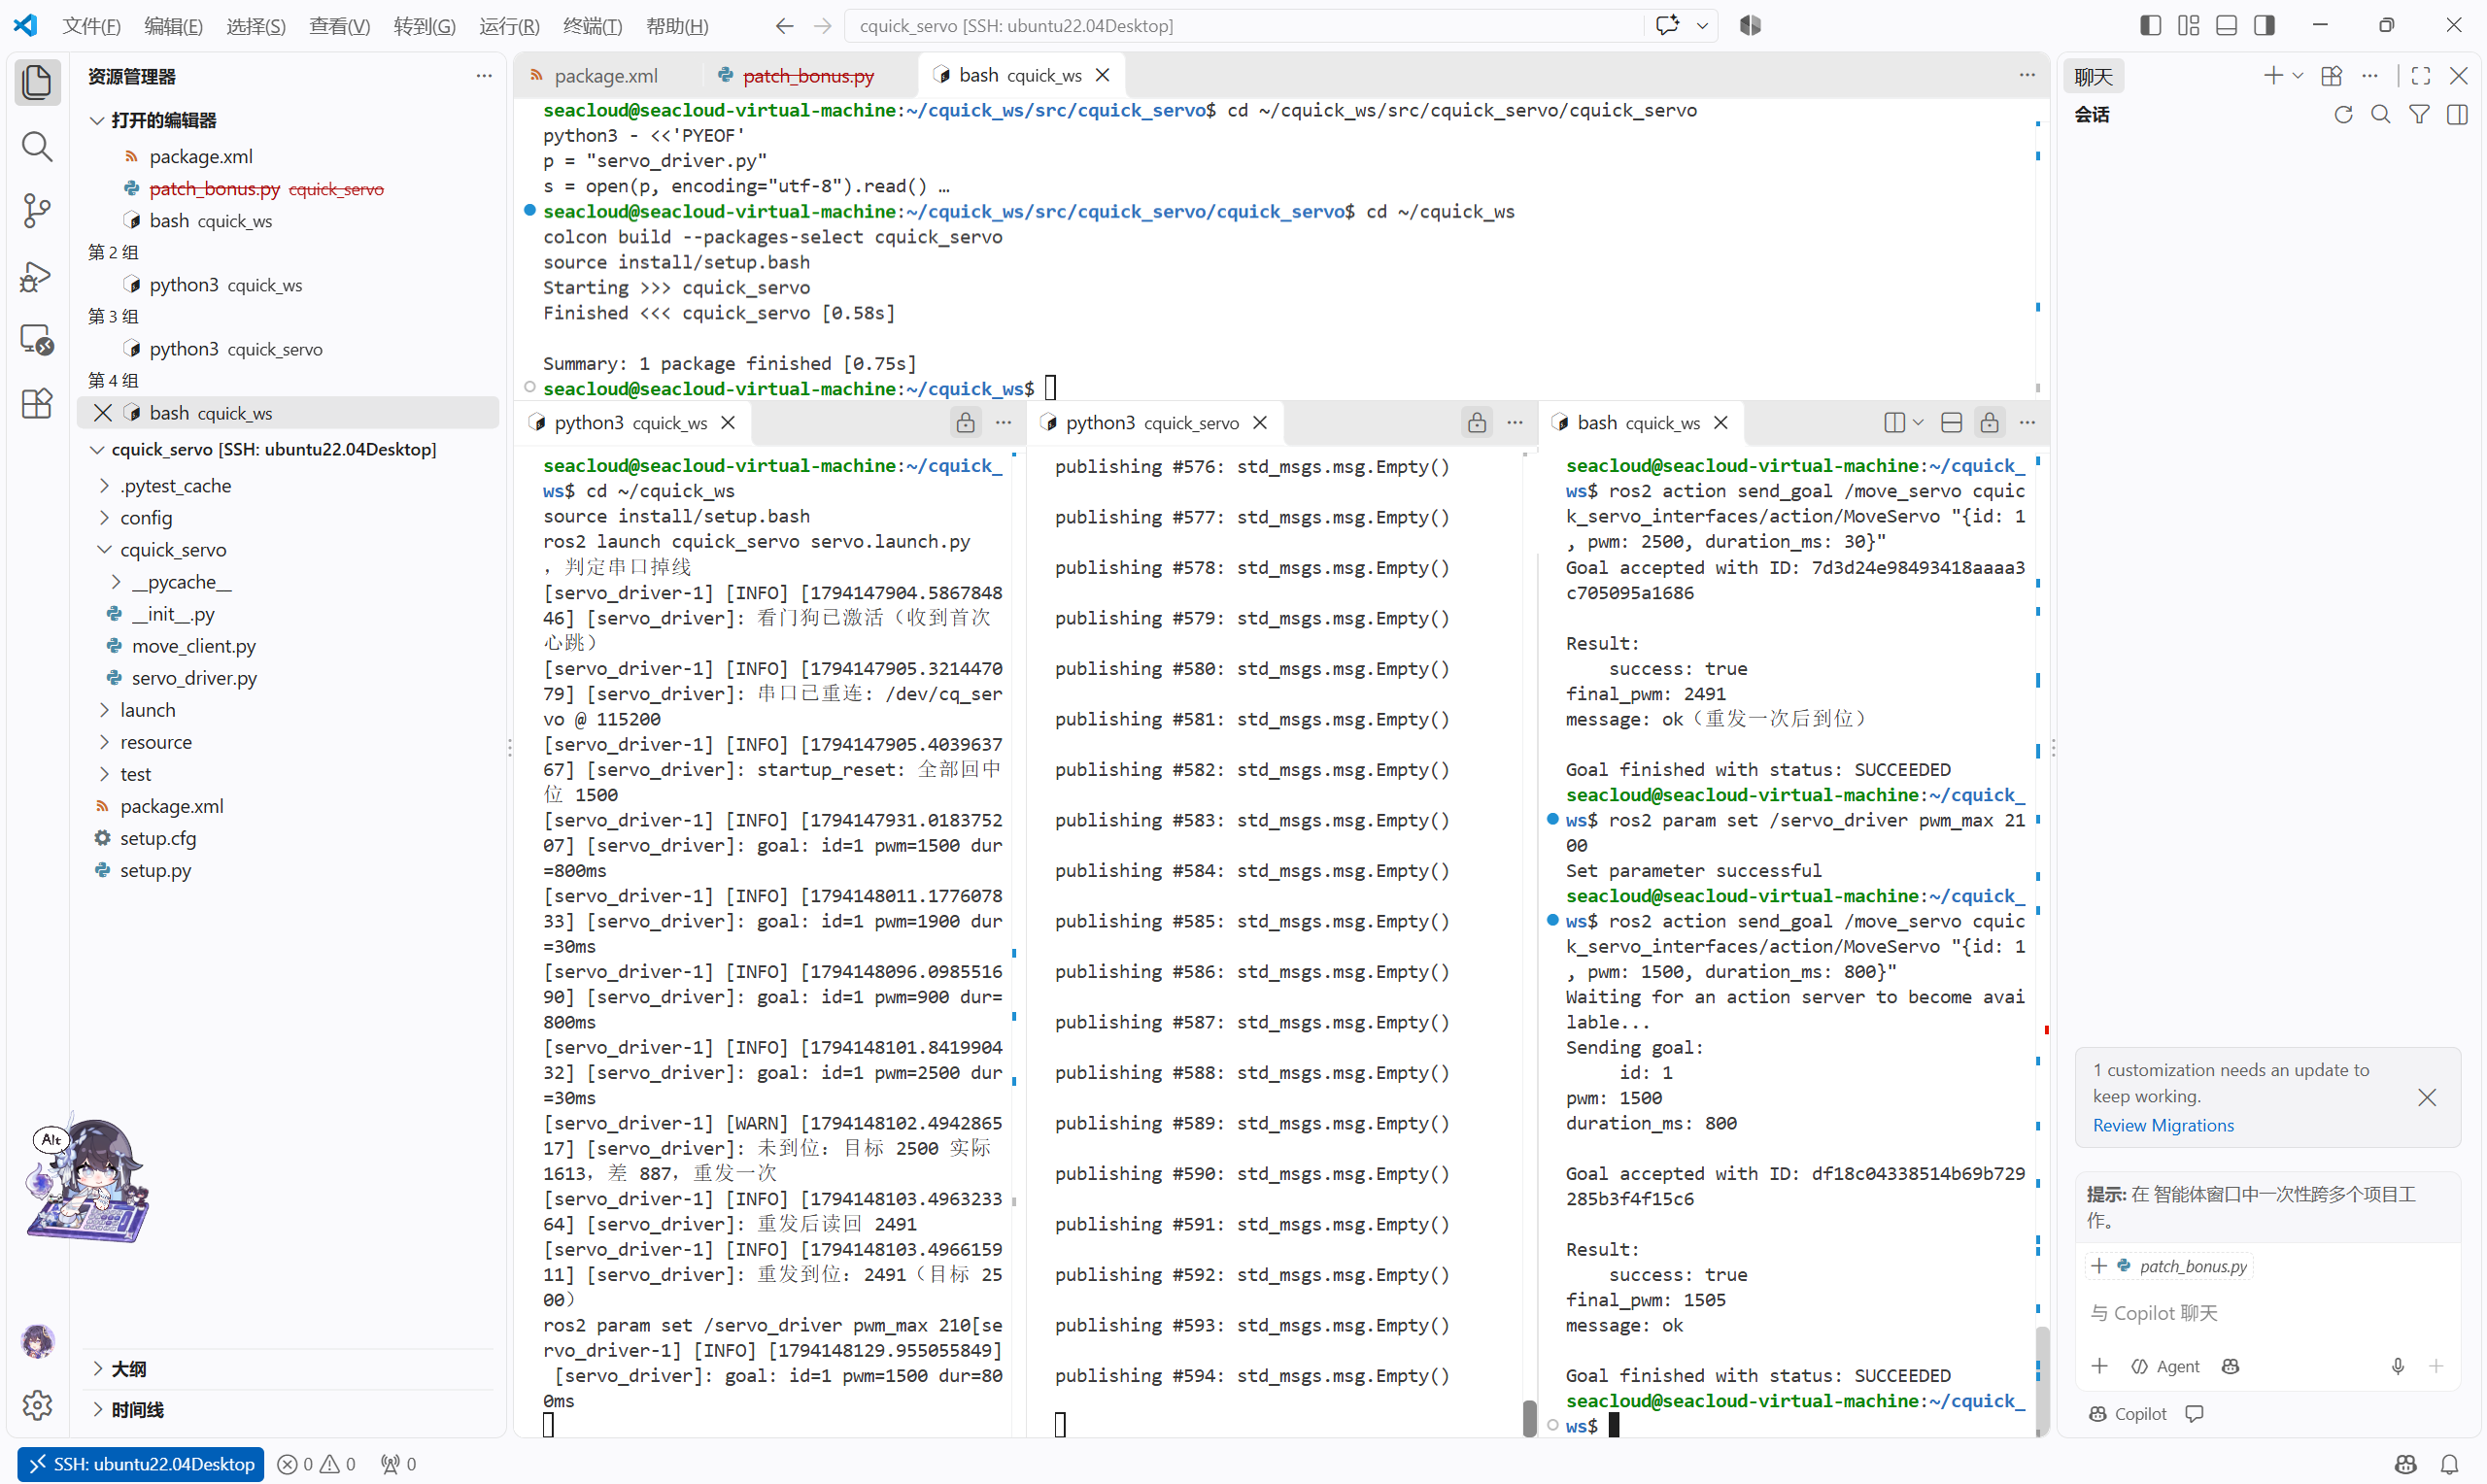 文件(F) 编辑(E) 选择(S) 查看(V) 转到(G) 运行(R) 终端(T) 帮助(H)
cquick_servo [SSH: ubuntu22.04Desktop]
资源管理器
打开的编辑器
package.xml
patch_bonus.py cquick_servo
bash cquick_ws
第 2 组
python3 cquick_ws
第 3 组
python3 cquick_servo
第 4 组
bash cquick_ws
cquick_servo [SSH: ubuntu22.04Desktop]
.pytest_cache
config
cquick_servo
__pycache__
__init__.py
move_client.py
servo_driver.py
launch
resource
test
package.xml
setup.cfg
setup.py
Alt
大纲
时间线
package.xml
patch_bonus.py
bash cquick_ws
seacloud@seacloud-virtual-machine:~/cquick_ws/src/cquick_servo$ cd ~/cquick_ws/src/cquick_servo/cquick_servo
python3 - <<'PYEOF'
p = "servo_driver.py"
s = open(p, encoding="utf-8").read() …
seacloud@seacloud-virtual-machine:~/cquick_ws/src/cquick_servo/cquick_servo$ cd ~/cquick_ws
colcon build --packages-select cquick_servo
source install/setup.bash
Starting >>> cquick_servo
Finished <<< cquick_servo [0.58s]
Summary: 1 package finished [0.75s]
seacloud@seacloud-virtual-machine:~/cquick_ws$
python3 cquick_ws
seacloud@seacloud-virtual-machine:~/cquick_
ws$ cd ~/cquick_ws
source install/setup.bash
ros2 launch cquick_servo servo.launch.py
，判定串口掉线
[servo_driver-1] [INFO] [1794147904.5867848
46] [servo_driver]: 看门狗已激活（收到首次
心跳）
[servo_driver-1] [INFO] [1794147905.3214470
79] [servo_driver]: 串口已重连: /dev/cq_ser
vo @ 115200
[servo_driver-1] [INFO] [1794147905.4039637
67] [servo_driver]: startup_reset: 全部回中
位 1500
[servo_driver-1] [INFO] [1794147931.0183752
07] [servo_driver]: goal: id=1 pwm=1500 dur
=800ms
[servo_driver-1] [INFO] [1794148011.1776078
33] [servo_driver]: goal: id=1 pwm=1900 dur
=30ms
[servo_driver-1] [INFO] [1794148096.0985516
90] [servo_driver]: goal: id=1 pwm=900 dur=
800ms
[servo_driver-1] [INFO] [1794148101.8419904
32] [servo_driver]: goal: id=1 pwm=2500 dur
=30ms
[servo_driver-1] [WARN] [1794148102.4942865
17] [servo_driver]: 未到位: 目标 2500 实际
1613，差 887，重发一次
[servo_driver-1] [INFO] [1794148103.4963233
64] [servo_driver]: 重发后读回 2491
[servo_driver-1] [INFO] [1794148103.4966159
11] [servo_driver]: 重发到位: 2491（目标 25
00）
ros2 param set /servo_driver pwm_max 210[se
rvo_driver-1] [INFO] [1794148129.955055849]
[servo_driver]: goal: id=1 pwm=1500 dur=80
0ms
python3 cquick_servo
publishing #576: std_msgs.msg.Empty()
publishing #577: std_msgs.msg.Empty()
publishing #578: std_msgs.msg.Empty()
publishing #579: std_msgs.msg.Empty()
publishing #580: std_msgs.msg.Empty()
publishing #581: std_msgs.msg.Empty()
publishing #582: std_msgs.msg.Empty()
publishing #583: std_msgs.msg.Empty()
publishing #584: std_msgs.msg.Empty()
publishing #585: std_msgs.msg.Empty()
publishing #586: std_msgs.msg.Empty()
publishing #587: std_msgs.msg.Empty()
publishing #588: std_msgs.msg.Empty()
publishing #589: std_msgs.msg.Empty()
publishing #590: std_msgs.msg.Empty()
publishing #591: std_msgs.msg.Empty()
publishing #592: std_msgs.msg.Empty()
publishing #593: std_msgs.msg.Empty()
publishing #594: std_msgs.msg.Empty()
bash cquick_ws
seacloud@seacloud-virtual-machine:~/cquick_
ws$ ros2 action send_goal /move_servo cquic
k_servo_interfaces/action/MoveServo "{id: 1
, pwm: 2500, duration_ms: 30}"
Goal accepted with ID: 7d3d24e98493418aaaa3
c705095a1686
Result:
success: true
final_pwm: 2491
message: ok（重发一次后到位）
Goal finished with status: SUCCEEDED
seacloud@seacloud-virtual-machine:~/cquick_
ws$ ros2 param set /servo_driver pwm_max 21
00
Set parameter successful
seacloud@seacloud-virtual-machine:~/cquick_
ws$ ros2 action send_goal /move_servo cquic
k_servo_interfaces/action/MoveServo "{id: 1
, pwm: 1500, duration_ms: 800}"
Waiting for an action server to become avai
lable...
Sending goal:
id: 1
pwm: 1500
duration_ms: 800
Goal accepted with ID: df18c04338514b69b729
285b3f4f15c6
Result:
success: true
final_pwm: 1505
message: ok
Goal finished with status: SUCCEEDED
seacloud@seacloud-virtual-machine:~/cquick_
ws$
聊天
会话
1 customization needs an update to
keep working.
Review Migrations
提示: 在 智能体窗口中一次性跨多个项目工
作。
patch_bonus.py
与 Copilot 聊天
Agent
Copilot
SSH: ubuntu22.04Desktop 0 0 0